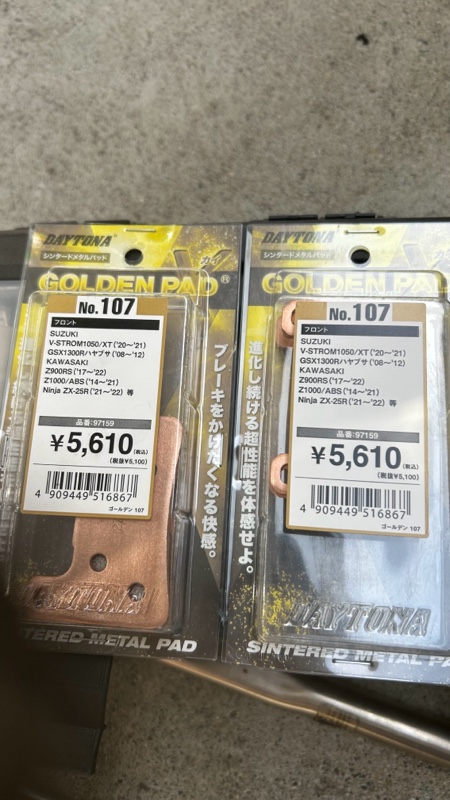 DAYTONA
シンタードメタルパッド
GOLDEN PAD®
No.107
フロント
SUZUKI
V-STROM1050/XT('20～'21)
GSX1300Rハヤブサ('08～'12)
KAWASAKI
Z900RS('17～'22)
Z1000/ABS('14～'21)
Ninja ZX-25R('21～'22) 等
品番:97159
¥5,610(税込)
(税抜¥5,100)
4 909449 516867
ゴールデン 107
ブレーキをかけたくなる快感。
DAYTONA
TERED METAL PAD
DAYTONA
シンタードメタルパッド
GOLDEN PAD
No.107
フロント
SUZUKI
V-STROM1050/XT('20～'21)
GSX1300Rハヤブサ('08～'12)
KAWASAKI
Z900RS('17～'22)
Z1000/ABS('14～'21)
Ninja ZX-25R('21～'22) 等
品番:97159
¥5,610(税込)
(税抜¥5,100)
4 909449 516867
ゴールデン 107
進化し続ける超性能を体感せよ。
DAYTONA
SINTERED METAL PA